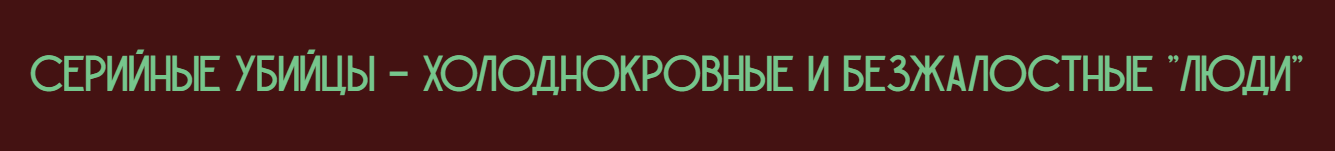 СЕРИЙНЫЕ УБИЙЦЫ – ХОЛОДНОКРОВНЫЕ И БЕЗЖАЛОСТНЫЕ "ЛЮДИ"